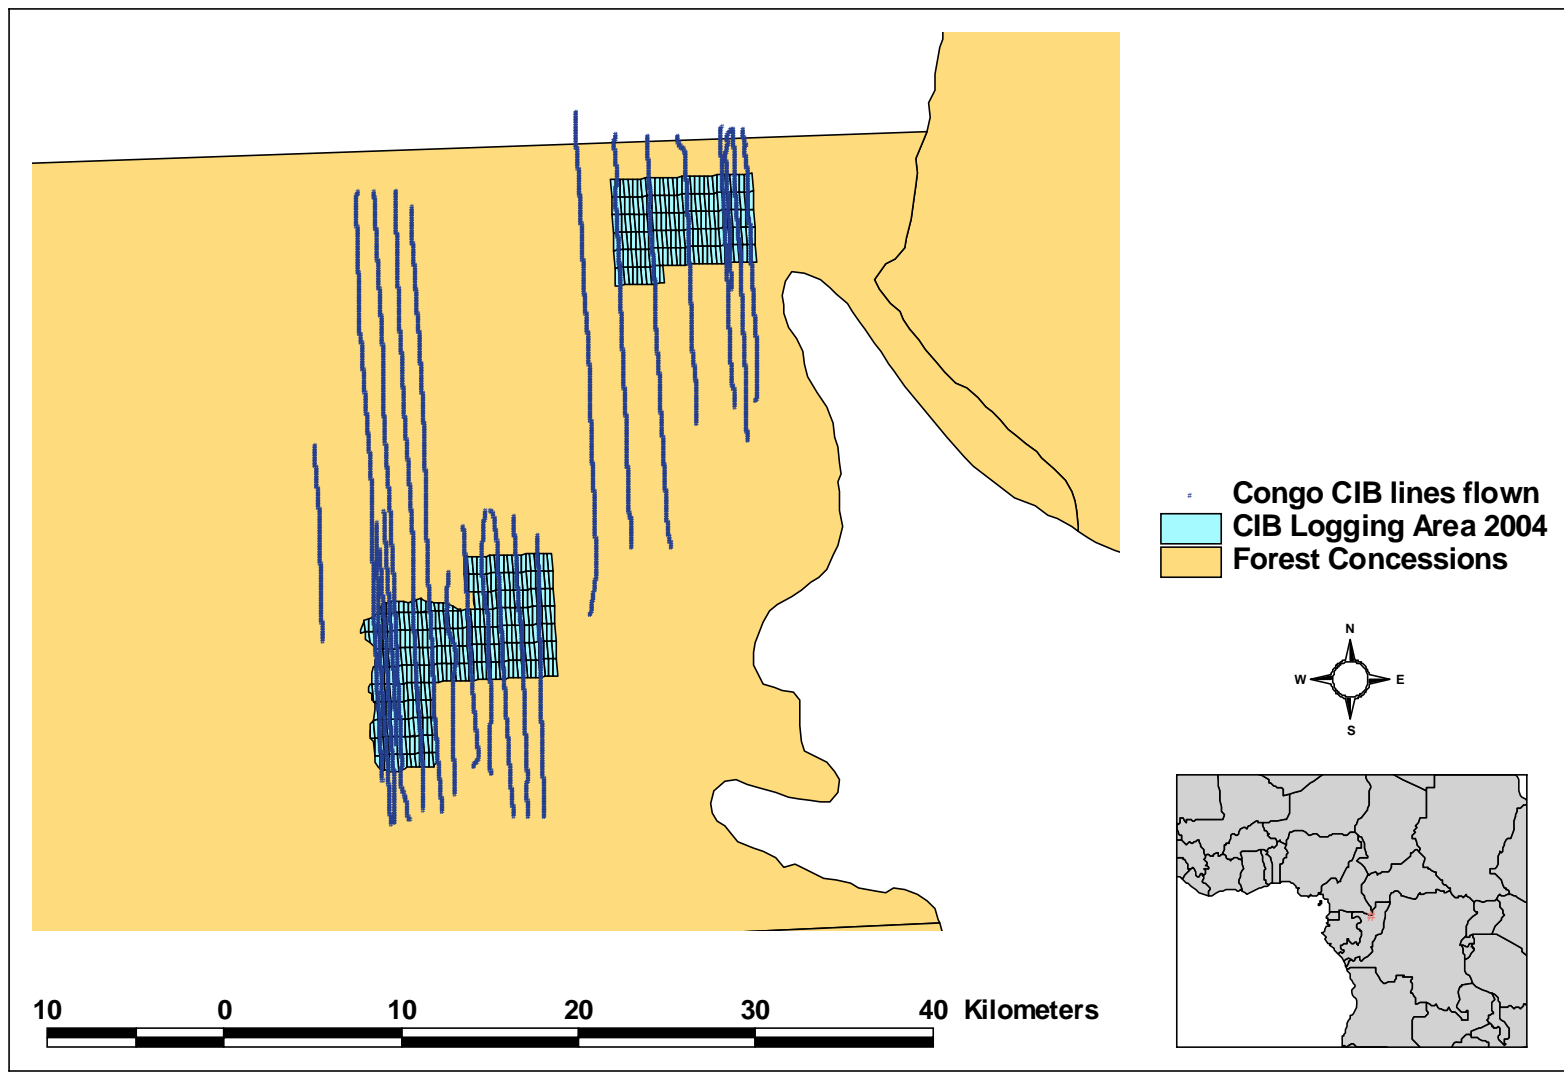 Congo CIB lines flown
CIB Logging Area 2004
Forest Concessions
N
W E
S
10 0 10 20 30 40 Kilometers